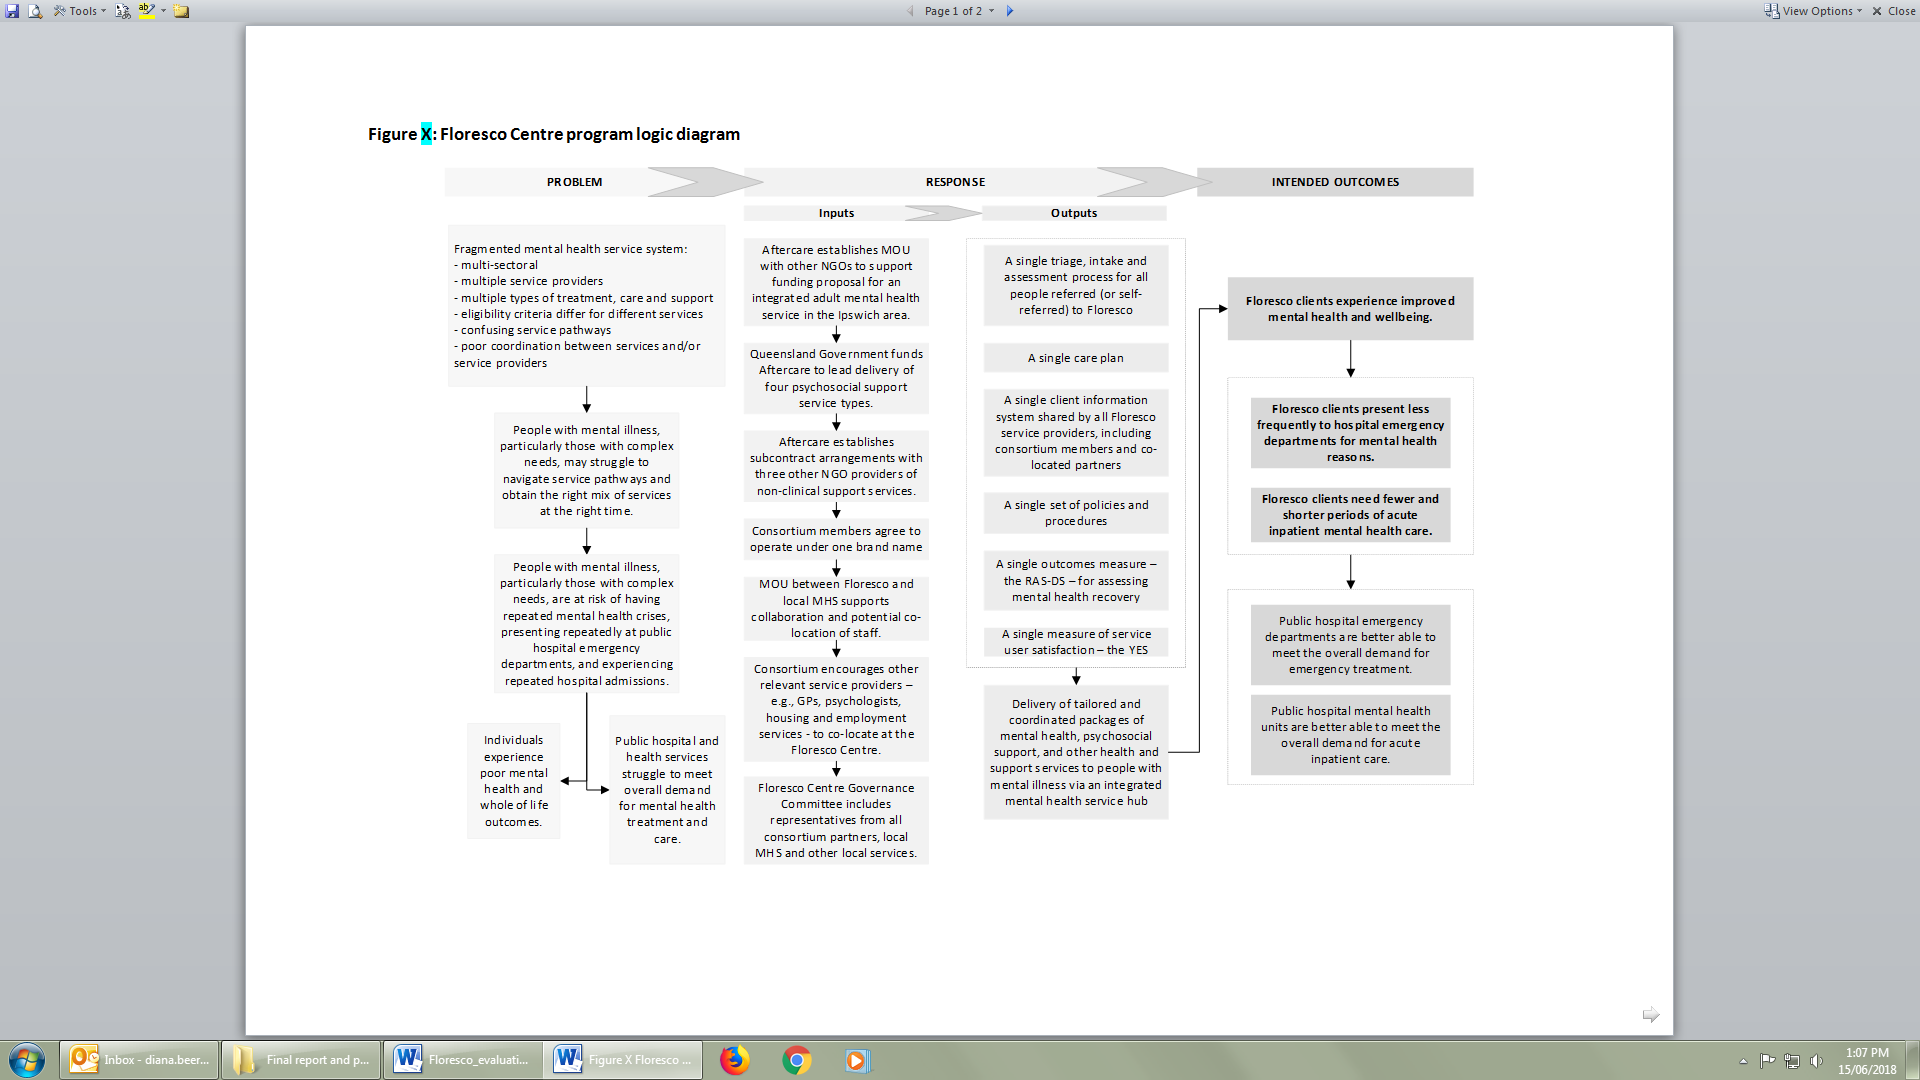 Tools
Page 1 of 2
View Options
Close
Figure X: Floresco Centre program logic diagram
PROBLEM
RESPONSE
INTENDED OUTCOMES
Inputs
Outputs
Fragmented mental health service system:
- multi-sectoral
- multiple service providers
- multiple types of treatment, care and support
- eligibility criteria differ for different services
- confusing service pathways
- poor coordination between services and/or
service providers
People with mental illness,
particularly those with complex
needs, may struggle to
navigate service pathways and
obtain the right mix of services
at the right time.
People with mental illness,
particularly those with complex
needs, are at risk of having
repeated mental health crises,
presenting repeatedly at public
hospital emergency
departments, and experiencing
repeated hospital admissions.
Individuals
experience
poor mental
health and
whole of life
outcomes.
Public hospital and
health services
struggle to meet
overall demand
for mental health
treatment and
care.
Aftercare establishes MOU
with other NGOs to support
funding proposal for an
integrated adult mental health
service in the Ipswich area.
Queensland Government funds
Aftercare to lead delivery of
four psychosocial support
service types.
Aftercare establishes
subcontract arrangements with
three other NGO providers of
non-clinical support services.
Consortium members agree to
operate under one brand name
MOU between Floresco and
local MHS supports
collaboration and potential co-
location of staff.
Consortium encourages other
relevant service providers –
e.g., GPs, psychologists,
housing and employment
services - to co-locate at the
Floresco Centre.
Floresco Centre Governance
Committee includes
representatives from all
consortium partners, local
MHS and other local services.
A single triage, intake and
assessment process for all
people referred (or self-
referred) to Floresco
A single care plan
A single client information
system shared by all Floresco
service providers, including
consortium members and co-
located partners
A single set of policies and
procedures
A single outcomes measure –
the RAS-DS – for assessing
mental health recovery
A single measure of service
user satisfaction – the YES
Delivery of tailored and
coordinated packages of
mental health, psychosocial
support, and other health and
support services to people with
mental illness via an integrated
mental health service hub
Floresco clients experience improved
mental health and wellbeing.
Floresco clients present less
frequently to hospital emergency
departments for mental health
reasons.
Floresco clients need fewer and
shorter periods of acute
inpatient mental health care.
Public hospital emergency
departments are better able to
meet the overall demand for
emergency treatment.
Public hospital mental health
units are better able to meet the
overall demand for acute
inpatient care.
Inbox - diana.beer...
Final report and p...
Floresco_evaluati...
Figure X Floresco ...
1:07 PM
15/06/2018